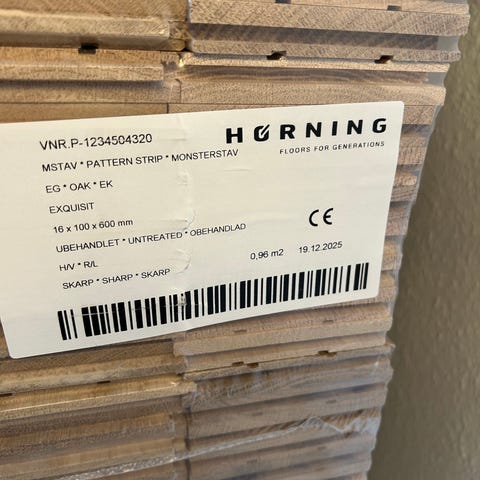 VNR.P-1234504320
HØRNING
FLOORS FOR GENERATIONS
MSTAV * PATTERN STRIP * MONSTERSTAV
EG * OAK * EK
EXQUISIT
16 x 100 x 600 mm
CE
UBEHANDLET * UNTREATED * OBEHANDLAD
0,96 m2 19.12.2025
H/V * R/L
SKARP * SHARP * SKARP